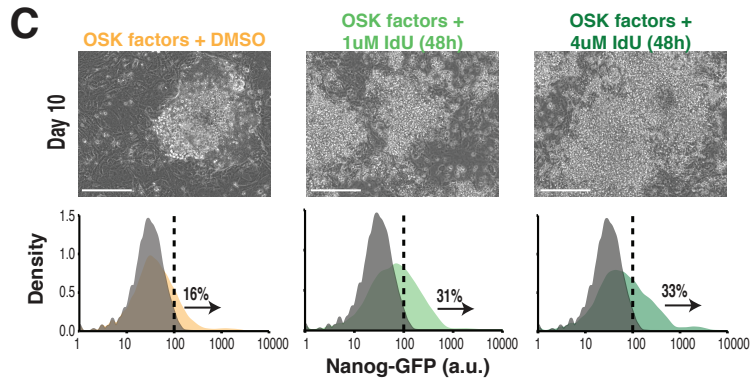 C
OSK factors + DMSO
OSK factors +
1uM IdU (48h)
OSK factors +
4uM IdU (48h)
Day 10
Density
1.5
1.0
0.5
0.0
16%
1 10 100 1000 10000
31%
1 10 100 1000 10000
33%
1 10 100 1000 10000
Nanog-GFP (a.u.)